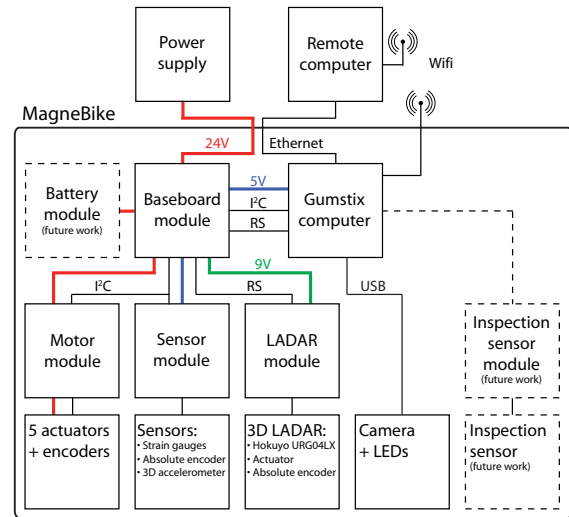 Power
supply
Remote
computer
Wifi
MagneBike
24V
Ethernet
Battery
module
(future work)
Baseboard
module
5V
I²C
RS
Gumstix
computer
9V
I²C
RS
USB
Motor
module
Sensor
module
LADAR
module
Inspection
sensor
module
(future work)
5 actuators
+ encoders
Sensors:
• Strain gauges
• Absolute encoder
• 3D accelerometer
3D LADAR:
• Hokuyo URG04LX
• Actuator
• Absolute encoder
Camera
+ LEDs
Inspection
sensor
(future work)